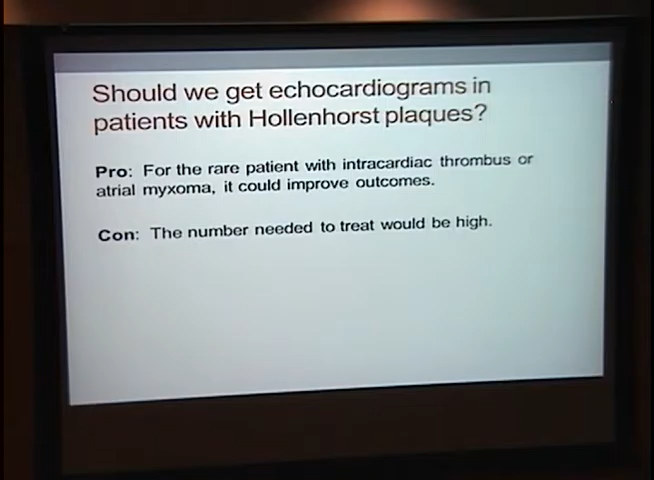 Should we get echocardiograms in
patients with Hollenhorst plaques?
Pro: For the rare patient with intracardiac thrombus or
atrial myxoma, it could improve outcomes.
Con: The number needed to treat would be high.